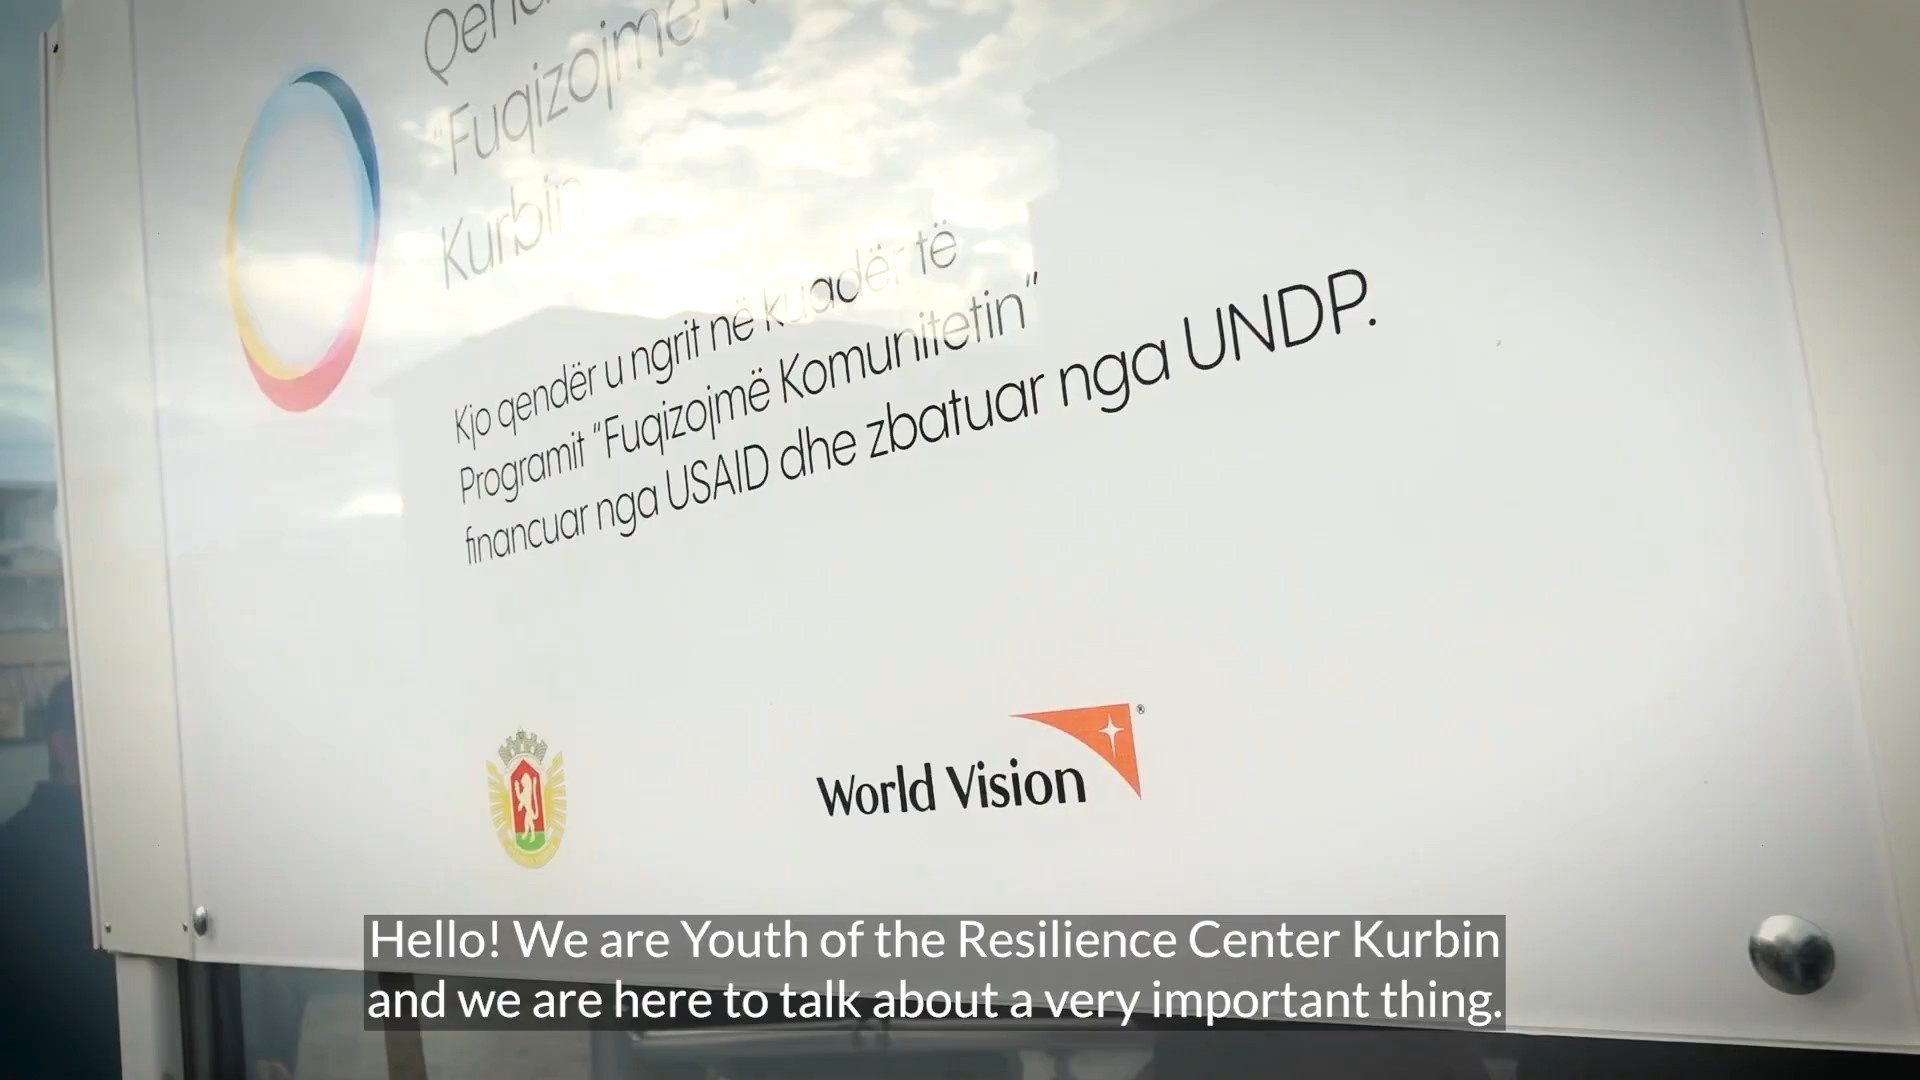 "Fuqizojmë
Kurbin
Kjo qendër u ngrit në kuadër të
Programit "Fuqizojmë Komunitetin"
financuar nga USAID dhe zbatuar nga UNDP.
World Vision
®
Hello! We are Youth of the Resilience Center Kurbin
and we are here to talk about a very important thing.